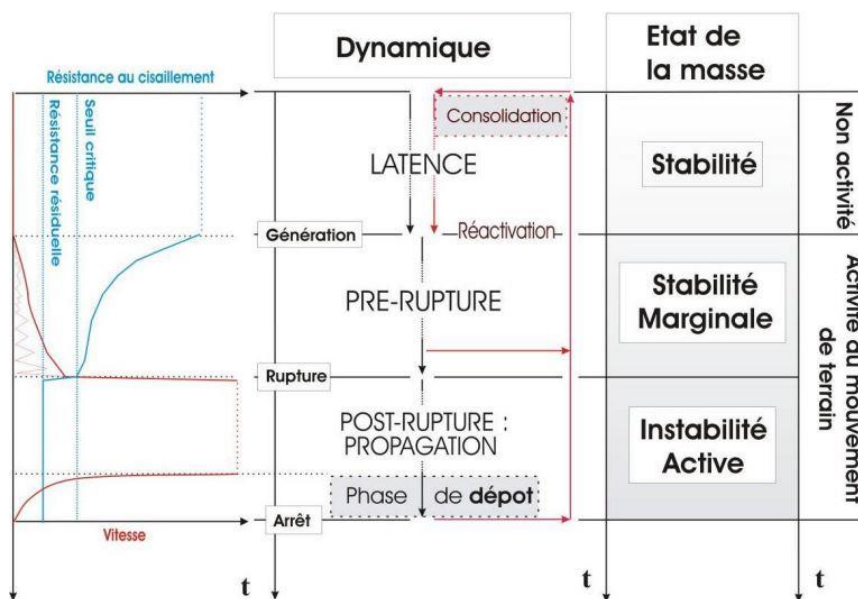 Dynamique
Etat de
la masse
Résistance au cisaillement
Résistance résiduelle
Seuil critique
Consolidation
LATENCE
Stabilité
Non activité
Génération
Réactivation
PRE-RUPTURE
Stabilité
Marginale
Activité du mouvement
de terrain
Rupture
POST-RUPTURE :
PROPAGATION
Instabilité
Active
Phase de dépot
Arrêt
Vitesse
t
t
t